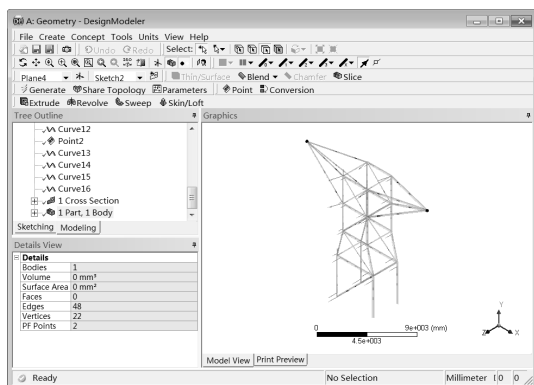 A: Geometry - DesignModeler
File Create Concept Tools Units View Help
Undo Redo Select:
Plane4 Sketch2 Thin/Surface Blend Chamfer Slice
Generate Share Topology Parameters Point Conversion
Extrude Revolve Sweep Skin/Loft
Tree Outline
Curve12
Point2
Curve13
Curve14
Curve15
Curve16
1 Cross Section
1 Part, 1 Body
Sketching Modeling
Details View
Details
Bodies 1
Volume 0 mm³
Surface Area 0 mm²
Faces 0
Edges 48
Vertices 22
PF Points 2
Graphics
0 9e+003 (mm)
4.5e+003
Y
Z X
Model View Print Preview
Ready No Selection Millimeter 0 0